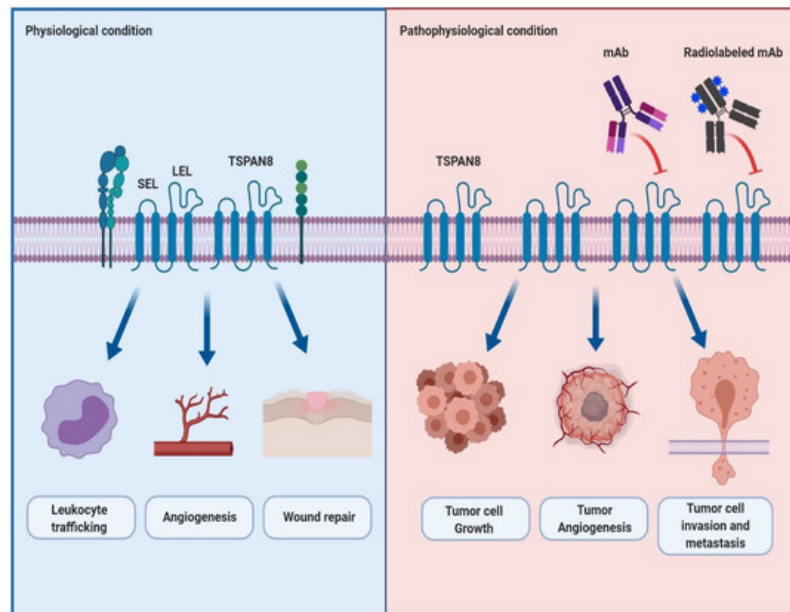 Physiological condition
Pathophysiological condition
mAb
Radiolabeled mAb
SEL
LEL
TSPAN8
TSPAN8
Leukocyte
trafficking
Angiogenesis
Wound repair
Tumor cell
Growth
Tumor
Angiogenesis
Tumor cell
invasion and
metastasis